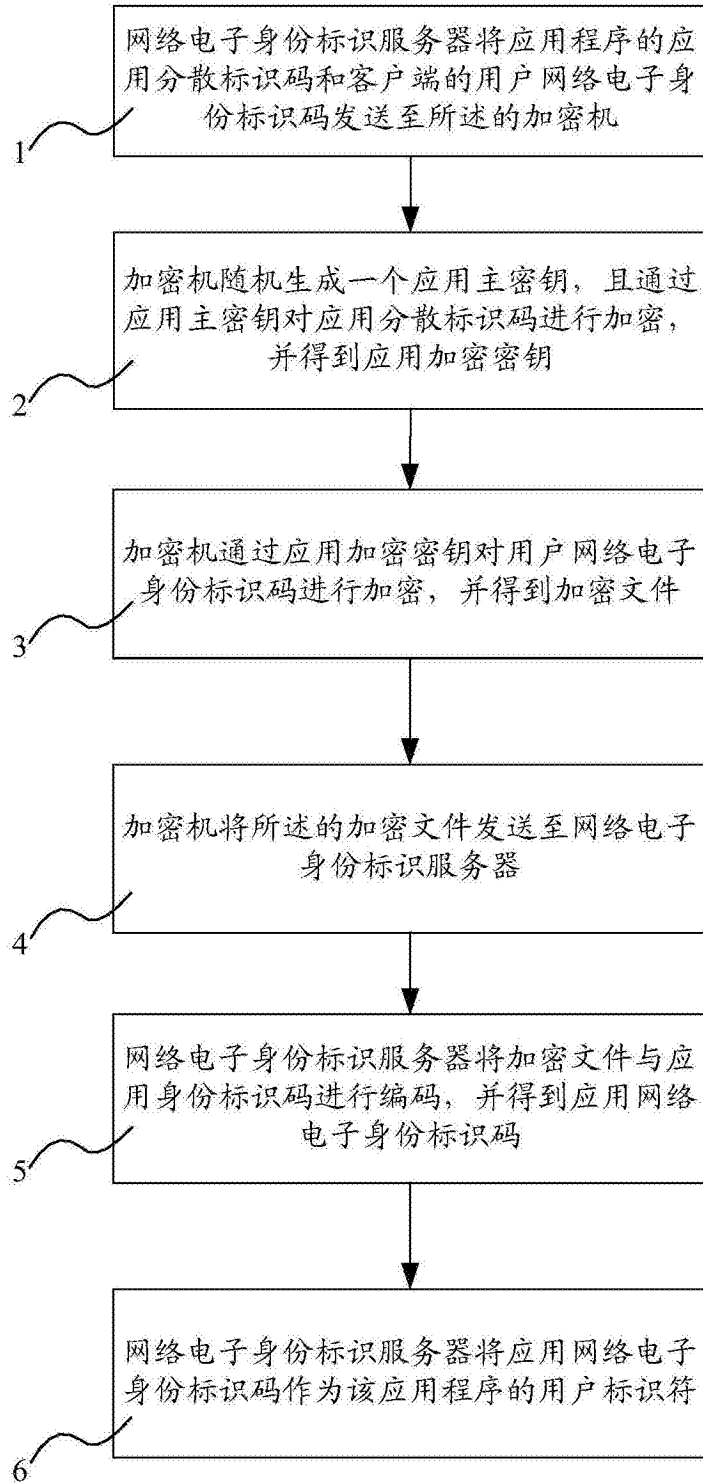 网络电子身份标识服务器将应用程序的应
用分散标识码和客户端的用户网络电子身
份标识码发送至所述的加密机
1
加密机随机生成一个应用主密钥，且通过
应用主密钥对应用分散标识码进行加密，
并得到应用加密密钥
2
加密机通过应用加密密钥对用户网络电子
身份标识码进行加密，并得到加密文件
3
加密机将所述的加密文件发送至网络电子
身份标识服务器
4
网络电子身份标识服务器将加密文件与应
用身份标识码进行编码，并得到应用网络
电子身份标识码
5
网络电子身份标识服务器将应用网络电子
身份标识码作为该应用程序的用户标识符
6